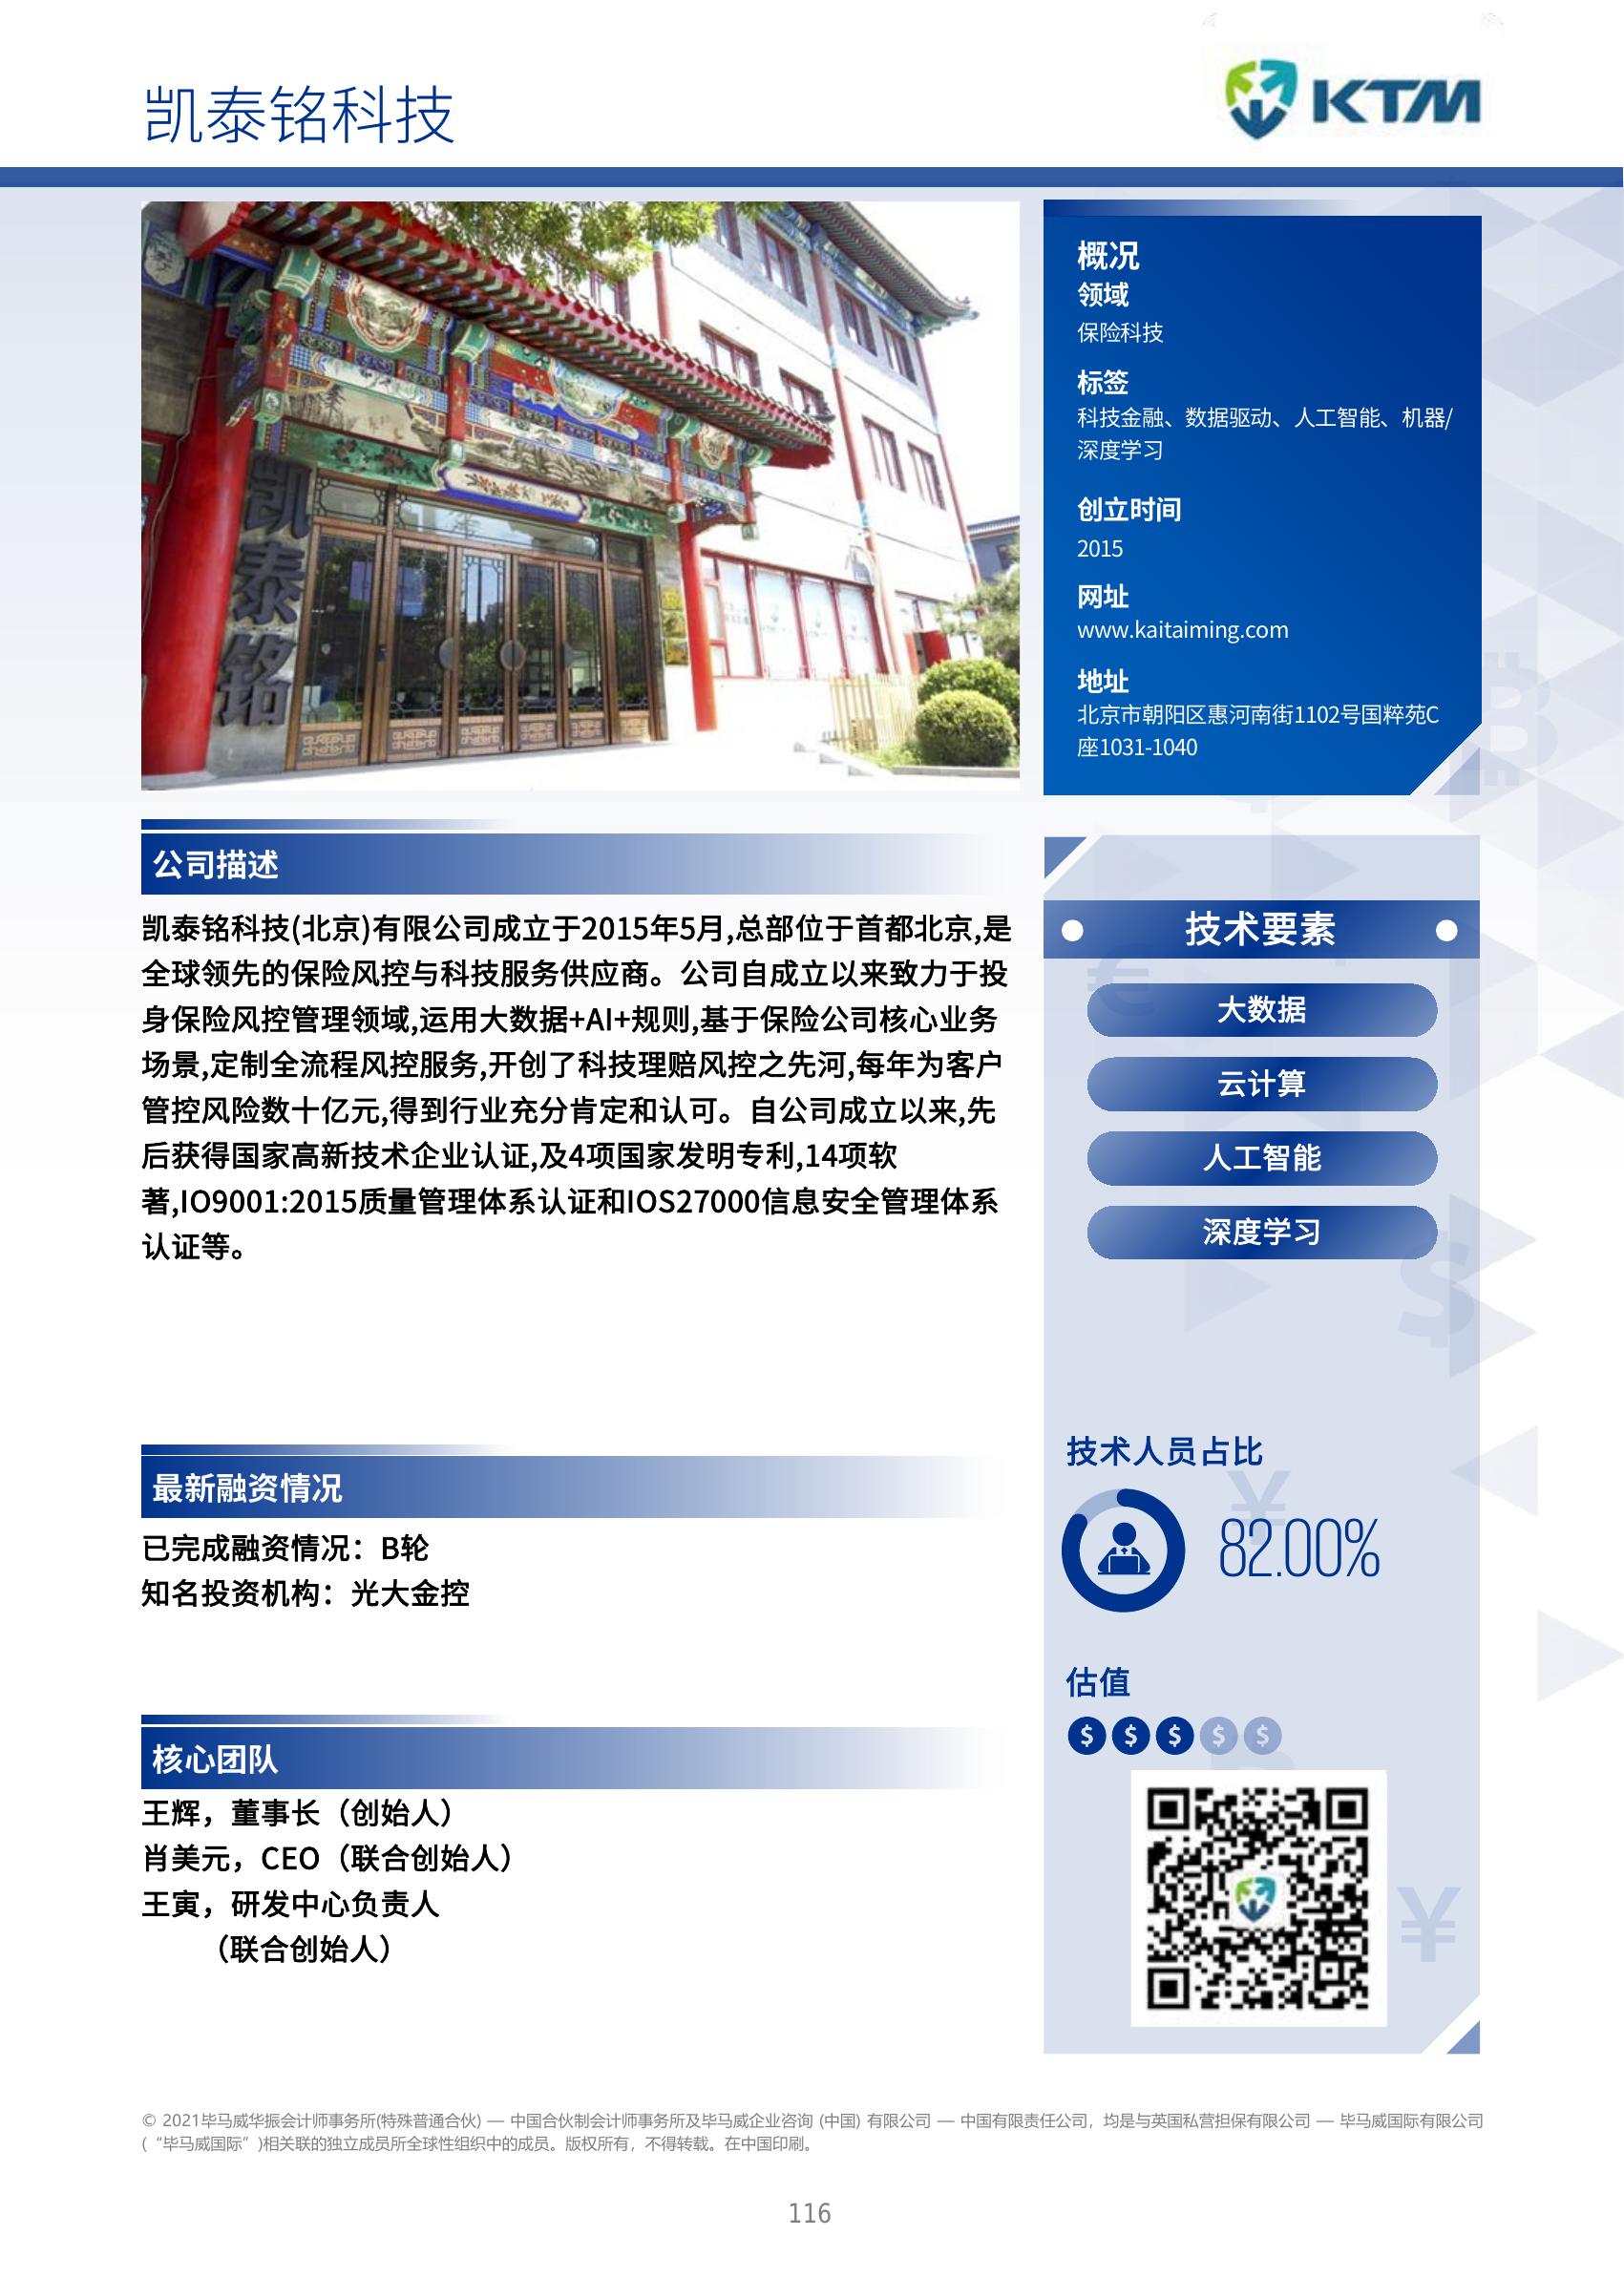 凯泰铭科技
KTM
凯泰铭
概况
领域
保险科技
标签
科技金融、数据驱动、人工智能、机器/
深度学习
创立时间
2015
网址
www.kaitaiming.com
地址
北京市朝阳区惠河南街1102号国粹苑C
座1031-1040
公司描述
凯泰铭科技(北京)有限公司成立于2015年5月,总部位于首都北京,是
全球领先的保险风控与科技服务供应商。公司自成立以来致力于投
身保险风控管理领域,运用大数据+AI+规则,基于保险公司核心业务
场景,定制全流程风控服务,开创了科技理赔风控之先河,每年为客户
管控风险数十亿元,得到行业充分肯定和认可。自公司成立以来,先
后获得国家高新技术企业认证,及4项国家发明专利,14项软
著,IO9001:2015质量管理体系认证和IOS27000信息安全管理体系
认证等。
最新融资情况
已完成融资情况：B轮
知名投资机构：光大金控
核心团队
王辉，董事长（创始人）
肖美元，CEO（联合创始人）
王寅，研发中心负责人
（联合创始人）
技术要素
大数据
云计算
人工智能
深度学习
技术人员占比
82.00%
估值
$ $ $ $ $
© 2021毕马威华振会计师事务所(特殊普通合伙) — 中国合伙制会计师事务所及毕马威企业咨询 (中国) 有限公司 — 中国有限责任公司，均是与英国私营担保有限公司 — 毕马威国际有限公司
(“毕马威国际”)相关联的独立成员所全球性组织中的成员。版权所有，不得转载。在中国印刷。
116